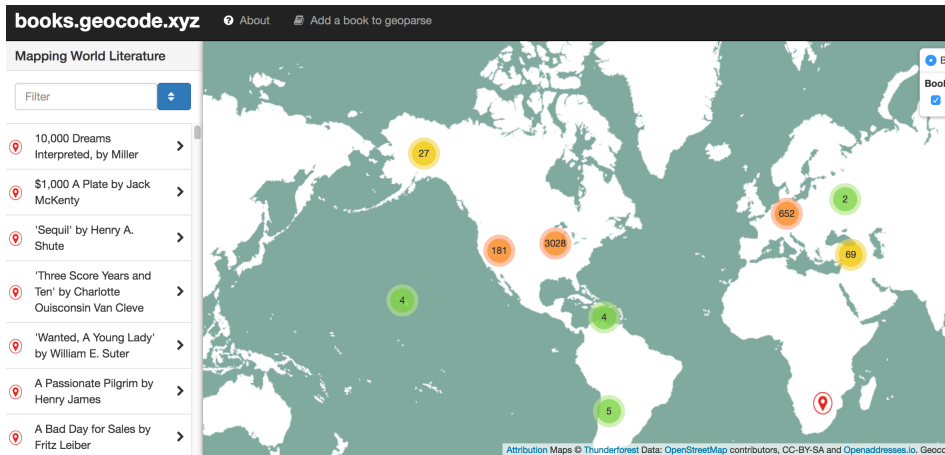 books.geocode.xyz About Add a book to geoparse
Mapping World Literature
Filter
10,000 Dreams
Interpreted, by Miller
$1,000 A Plate by Jack
McKenty
'Sequil' by Henry A.
Shute
'Three Score Years and
Ten' by Charlotte
Ouisconsin Van Cleve
'Wanted, A Young Lady'
by William E. Suter
A Passionate Pilgrim by
Henry James
A Bad Day for Sales by
Fritz Leiber
B
Book
27
2
652
181
3028
69
4
4
5
Attribution Maps © Thunderforest Data: OpenStreetMap contributors, CC-BY-SA and Openaddresses.io. Geoco